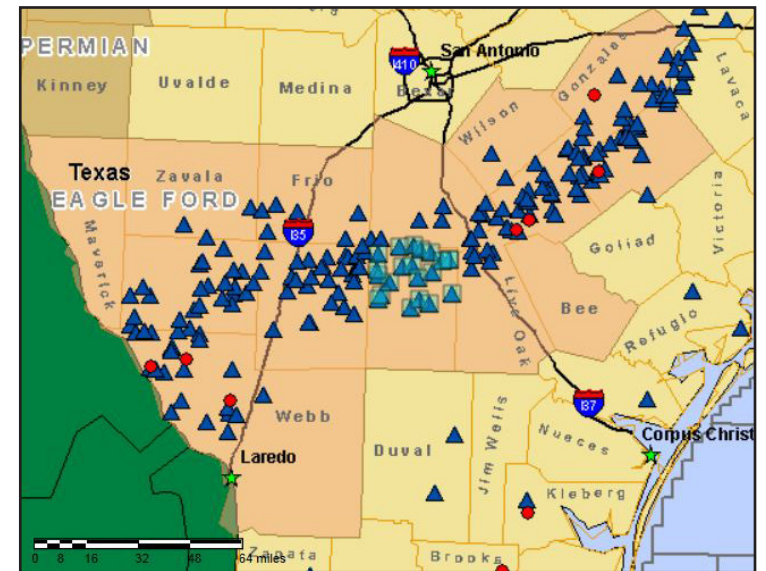 PERMIAN
Kinney
Uvalde
Medina
I410
San Antonio
Bexar
Gonzales
Lavaca
Wilson
Texas
Zavala
Frio
EAGLE FORD
Maverick
I35
Victoria
Goliad
Live Oak
Bee
Refugio
Webb
Duval
Jim Wells
I37
Nueces
Corpus Christ
Laredo
Kleberg
0 8 16 32 48 64 miles
Zapata
Brooks